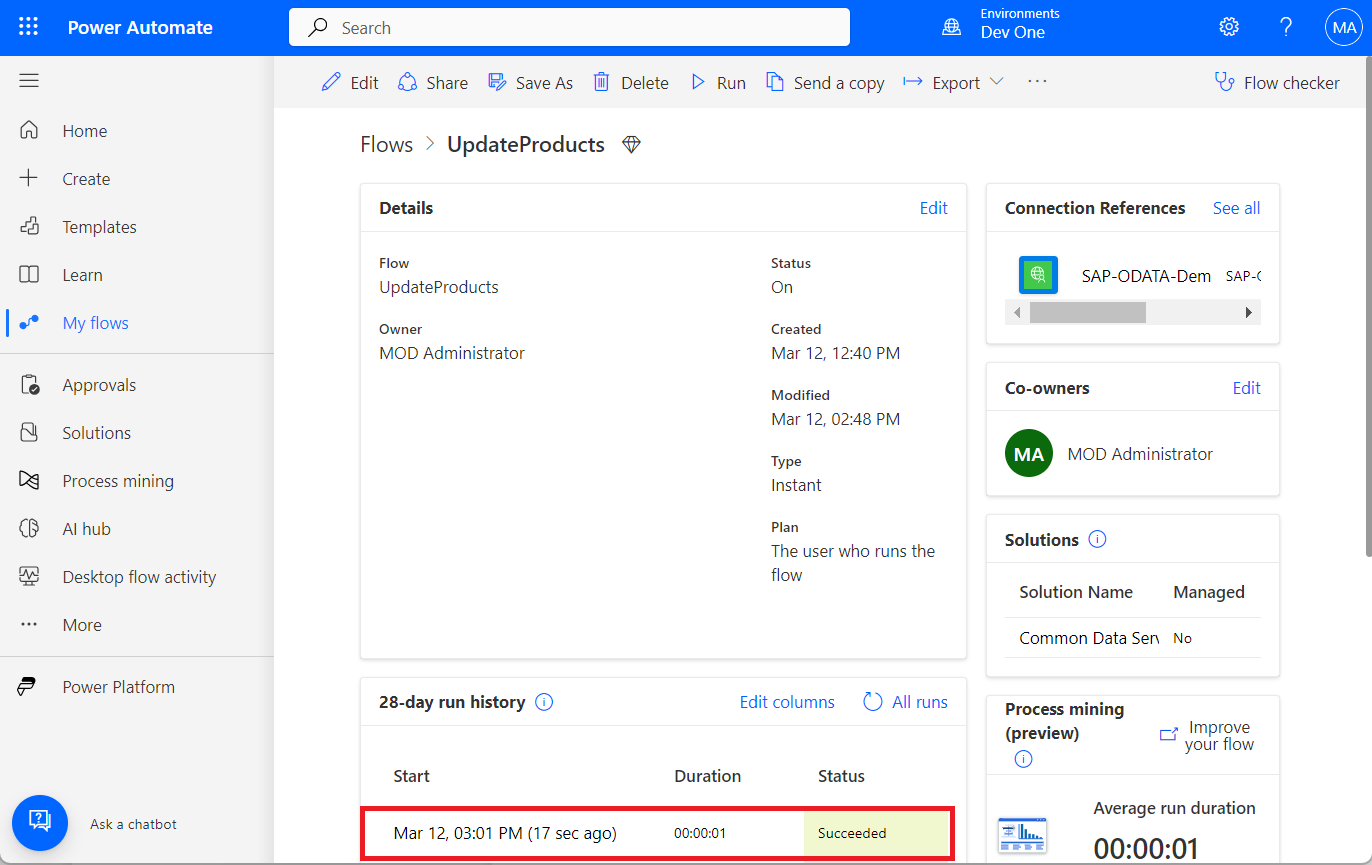 Power Automate
Search
Environments
Dev One
MA
Edit
Share
Save As
Delete
Run
Send a copy
Export
Flow checker
Home
Create
Templates
Learn
My flows
Approvals
Solutions
Process mining
AI hub
Desktop flow activity
More
Power Platform
Ask a chatbot
Flows > UpdateProducts
Details
Edit
Flow
UpdateProducts
Owner
MOD Administrator
Status
On
Created
Mar 12, 12:40 PM
Modified
Mar 12, 02:48 PM
Type
Instant
Plan
The user who runs the
flow
28-day run history
Edit columns
All runs
Start Duration Status
Mar 12, 03:01 PM (17 sec ago) 00:00:01 Succeeded
Connection References
See all
SAP-ODATA-Dem SAP-
Co-owners
Edit
MA
MOD Administrator
Solutions
Solution Name Managed
Common Data Serv No
Process mining
(preview)
Improve
your flow
Average run duration
00:00:01